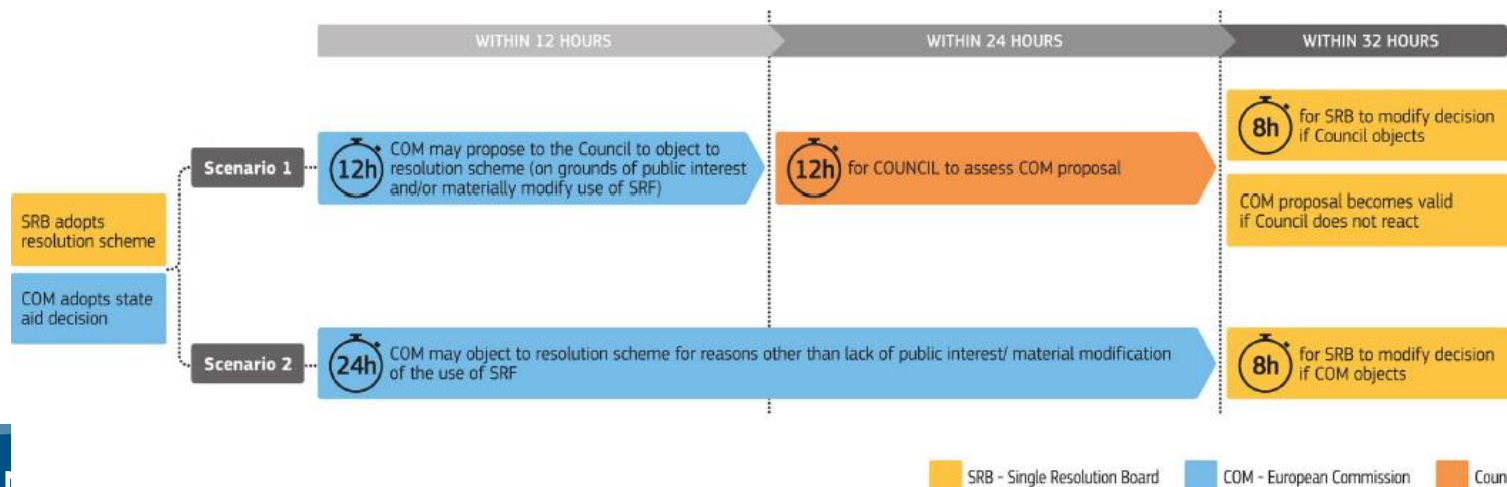 WITHIN 12 HOURS
WITHIN 24 HOURS
WITHIN 32 HOURS
SRB adopts
resolution scheme
COM adopts state
aid decision
Scenario 1
12h
COM may propose to the Council to object to
resolution scheme (on grounds of public interest
and/or materially modify use of SRF)
12h
for COUNCIL to assess COM proposal
8h
for SRB to modify decision
if Council objects
COM proposal becomes valid
if Council does not react
Scenario 2
24h
COM may object to resolution scheme for reasons other than lack of public interest/ material modification
of the use of SRF
8h
for SRB to modify decision
if COM objects
SRB - Single Resolution Board
COM - European Commission